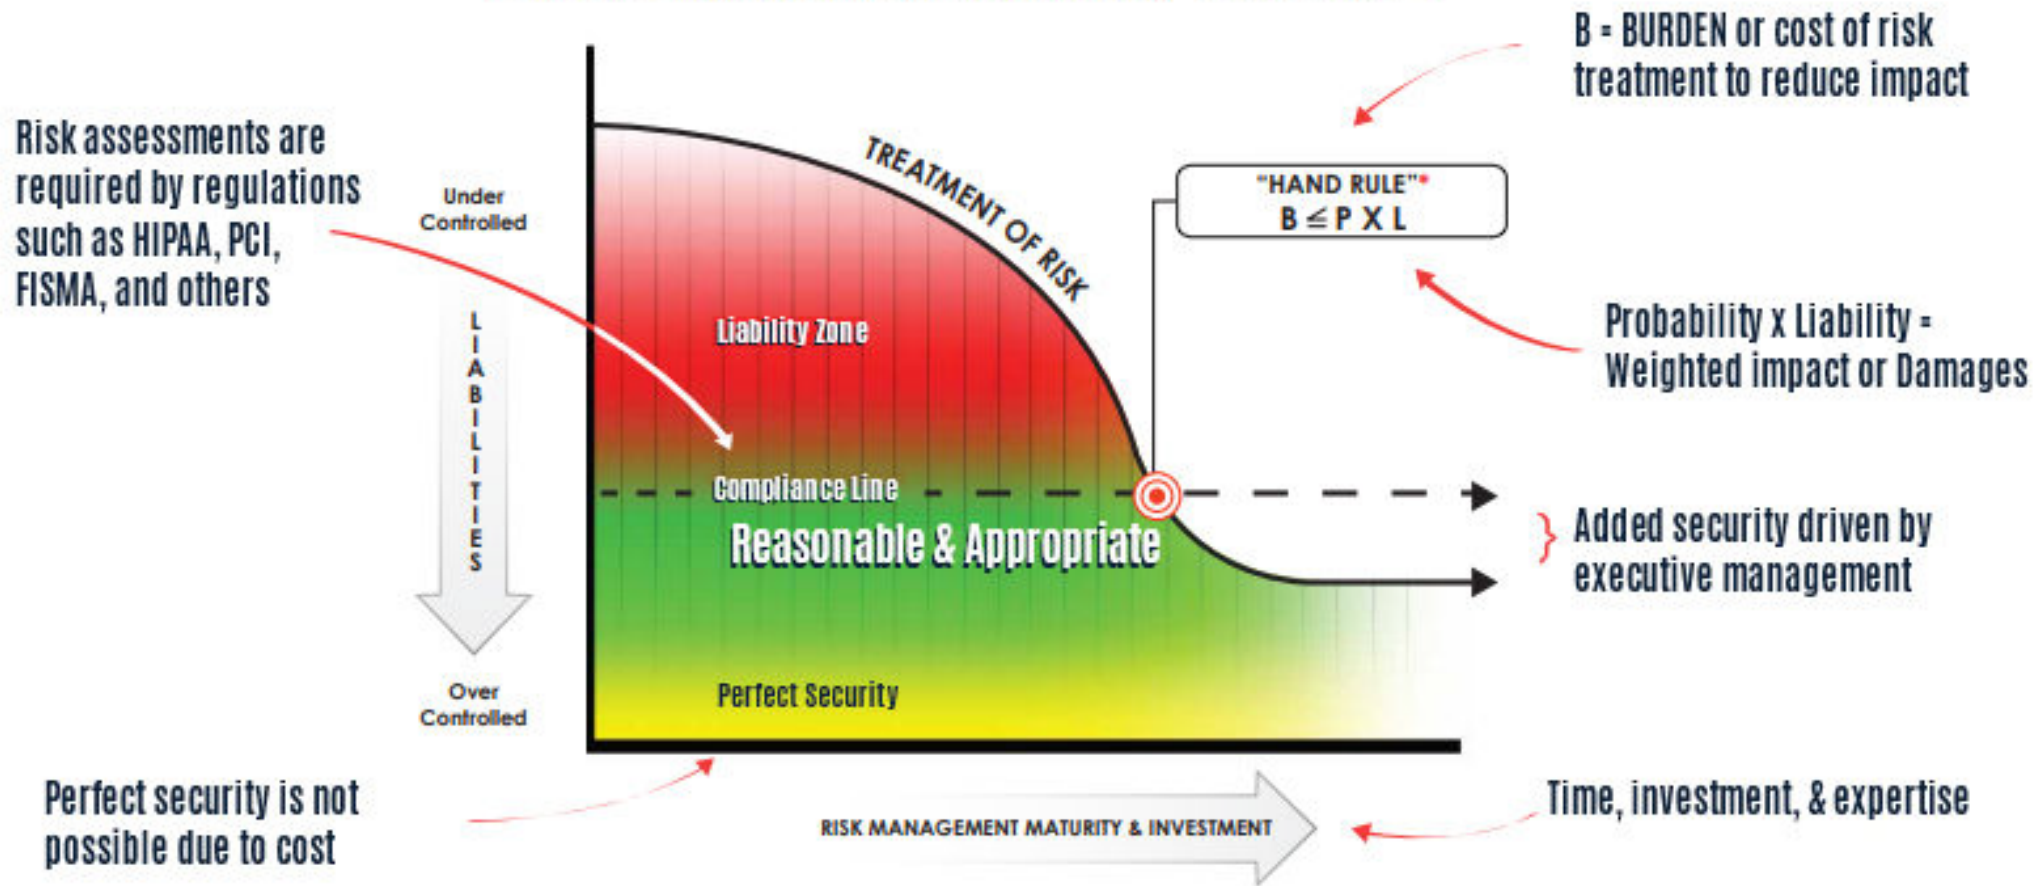 B = BURDEN or cost of risk
treatment to reduce impact
Risk assessments are
required by regulations
such as HIPAA, PCI,
FISMA, and others
Under
Controlled
TREATMENT OF RISK
"HAND RULE"*
B ≤ P X L
Probability x Liability =
Weighted impact or Damages
LIABILITIES
Liability Zone
Compliance Line
Reasonable & Appropriate
Added security driven by
executive management
Over
Controlled
Perfect Security
Perfect security is not
possible due to cost
RISK MANAGEMENT MATURITY & INVESTMENT
Time, investment, & expertise